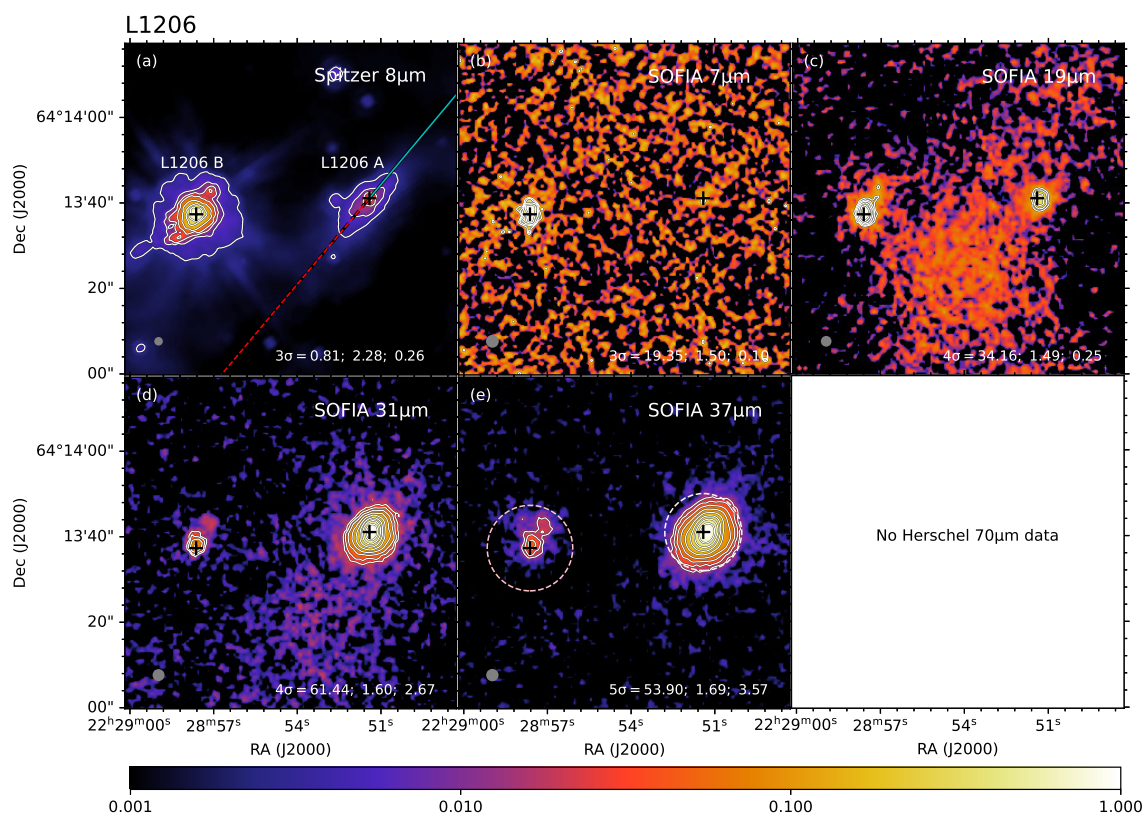 L1206
(a)
Spitzer 8μm
L1206 B
L1206 A
3σ = 0.81; 2.28; 0.26
(b)
SOFIA 7μm
3σ = 19.35; 1.50; 0.10
(c)
SOFIA 19μm
4σ = 34.16; 1.49; 0.25
64°14'00"
13'40"
20"
00"
Dec (J2000)
(d)
SOFIA 31μm
4σ = 61.44; 1.60; 2.67
(e)
SOFIA 37μm
5σ = 53.90; 1.69; 3.57
No Herschel 70μm data
64°14'00"
13'40"
20"
00"
Dec (J2000)
22ʰ29ᵐ00ˢ 28ᵐ57ˢ 54ˢ 51ˢ 22ʰ29ᵐ00ˢ 28ᵐ57ˢ 54ˢ 51ˢ 22ʰ29ᵐ00ˢ 28ᵐ57ˢ 54ˢ 51ˢ
RA (J2000) RA (J2000) RA (J2000)
0.001 0.010 0.100 1.000